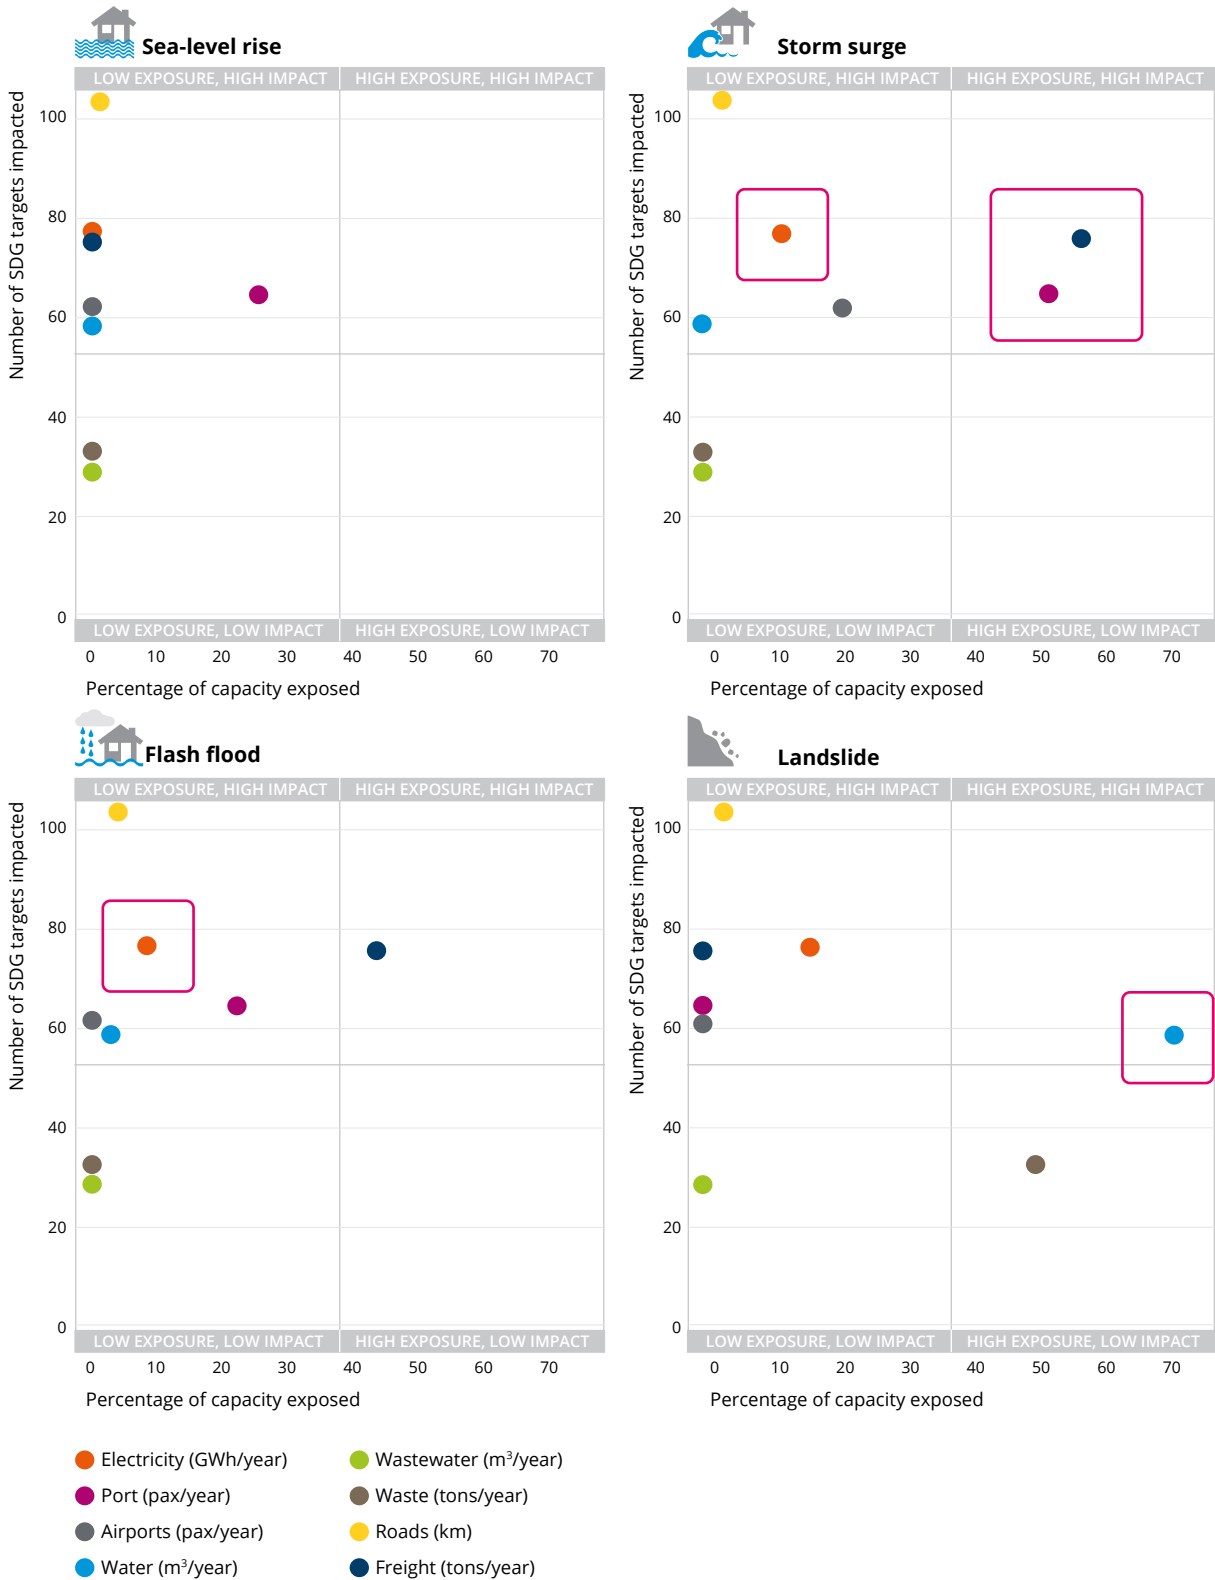 Sea-level rise
LOW EXPOSURE, HIGH IMPACT
HIGH EXPOSURE, HIGH IMPACT
Number of SDG targets impacted
100
80
60
40
20
0
LOW EXPOSURE, LOW IMPACT
HIGH EXPOSURE, LOW IMPACT
0 10 20 30 40 50 60 70
Percentage of capacity exposed
Storm surge
LOW EXPOSURE, HIGH IMPACT
HIGH EXPOSURE, HIGH IMPACT
Number of SDG targets impacted
100
80
60
40
20
0
LOW EXPOSURE, LOW IMPACT
HIGH EXPOSURE, LOW IMPACT
0 10 20 30 40 50 60 70
Percentage of capacity exposed
Flash flood
LOW EXPOSURE, HIGH IMPACT
HIGH EXPOSURE, HIGH IMPACT
Number of SDG targets impacted
100
80
60
40
20
0
LOW EXPOSURE, LOW IMPACT
HIGH EXPOSURE, LOW IMPACT
0 10 20 30 40 50 60 70
Percentage of capacity exposed
Landslide
LOW EXPOSURE, HIGH IMPACT
HIGH EXPOSURE, HIGH IMPACT
Number of SDG targets impacted
100
80
60
40
20
0
LOW EXPOSURE, LOW IMPACT
HIGH EXPOSURE, LOW IMPACT
0 10 20 30 40 50 60 70
Percentage of capacity exposed
Electricity (GWh/year)
Port (pax/year)
Airports (pax/year)
Water (m³/year)
Wastewater (m³/year)
Waste (tons/year)
Roads (km)
Freight (tons/year)